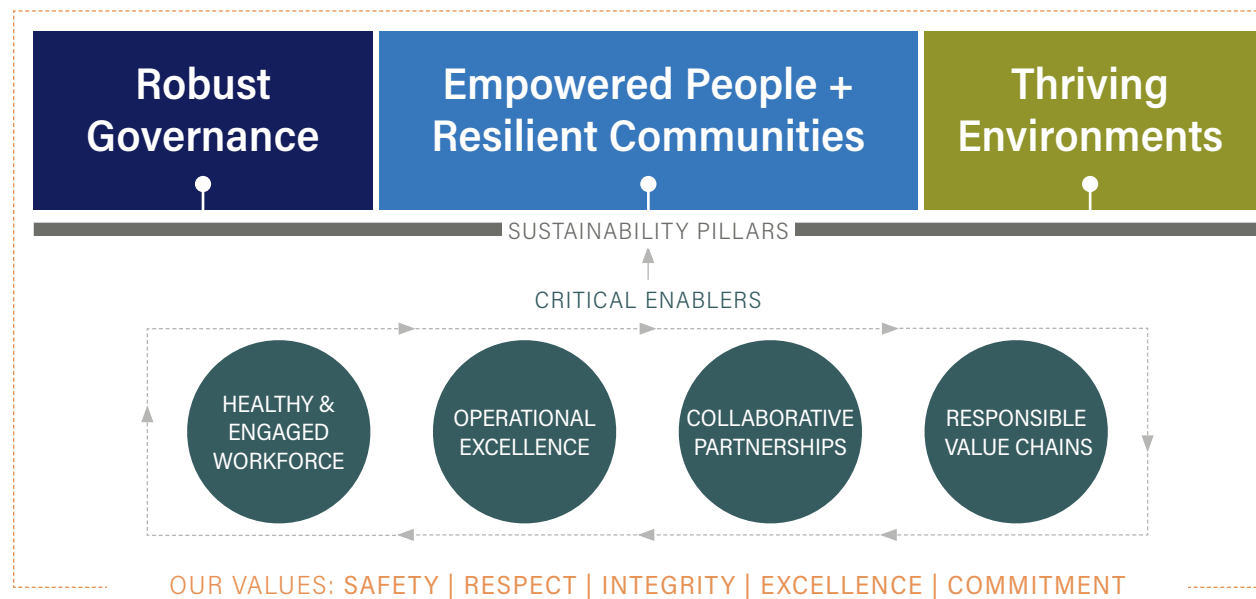 Robust
Governance
Empowered People +
Resilient Communities
Thriving
Environments
SUSTAINABILITY PILLARS
CRITICAL ENABLERS
HEALTHY &
ENGAGED
WORKFORCE
OPERATIONAL
EXCELLENCE
COLLABORATIVE
PARTNERSHIPS
RESPONSIBLE
VALUE CHAINS
OUR VALUES: SAFETY | RESPECT | INTEGRITY | EXCELLENCE | COMMITMENT